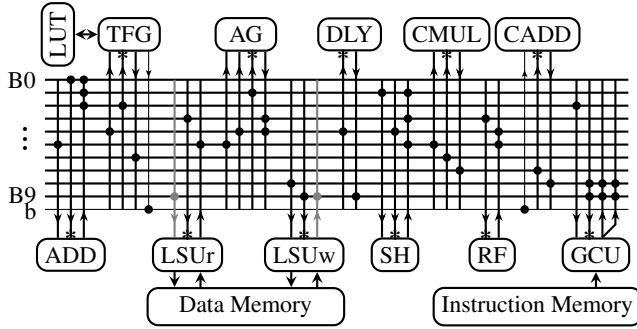 LUT TFG AG DLY CMUL CADD
B0
⋮
B9
b
ADD LSUr LSUw SH RF GCU
Data Memory Instruction Memory